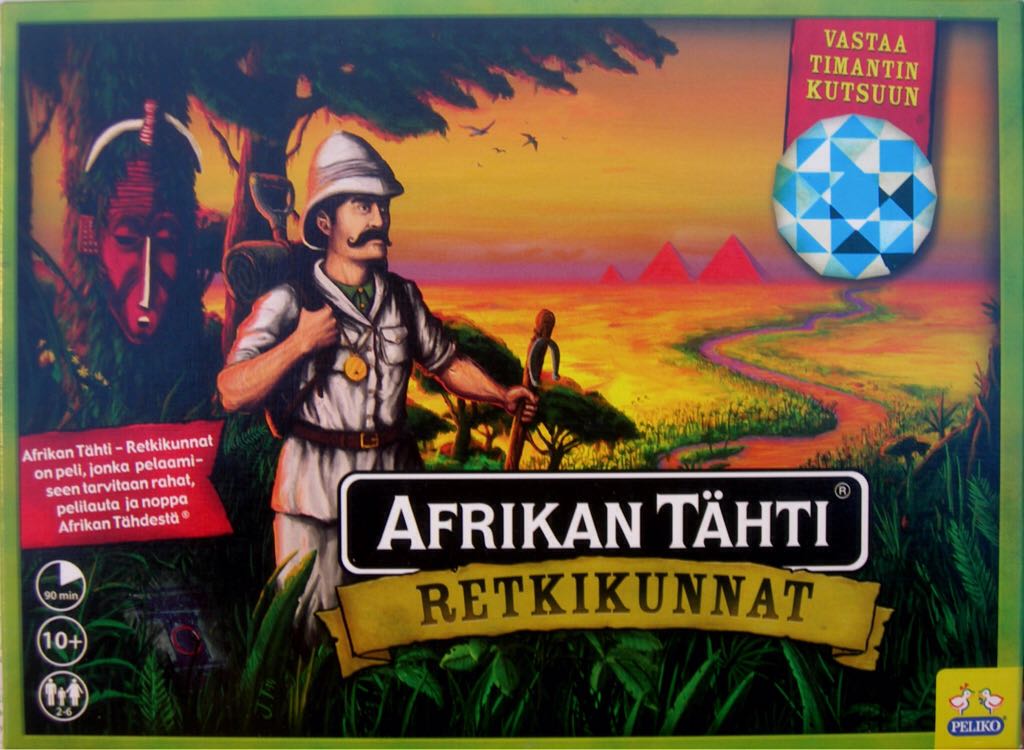 VASTAA
TIMANTIN
KUTSUUN
Afrikan Tähti - Retkikunnat
on peli, jonka pelaami-
seen tarvitaan rahat,
pelilauta ja noppa
Afrikan Tähdestä ®
AFRIKAN TÄHTI ®
RETKIKUNNAT
90 min
10+
2-6
PELIKO